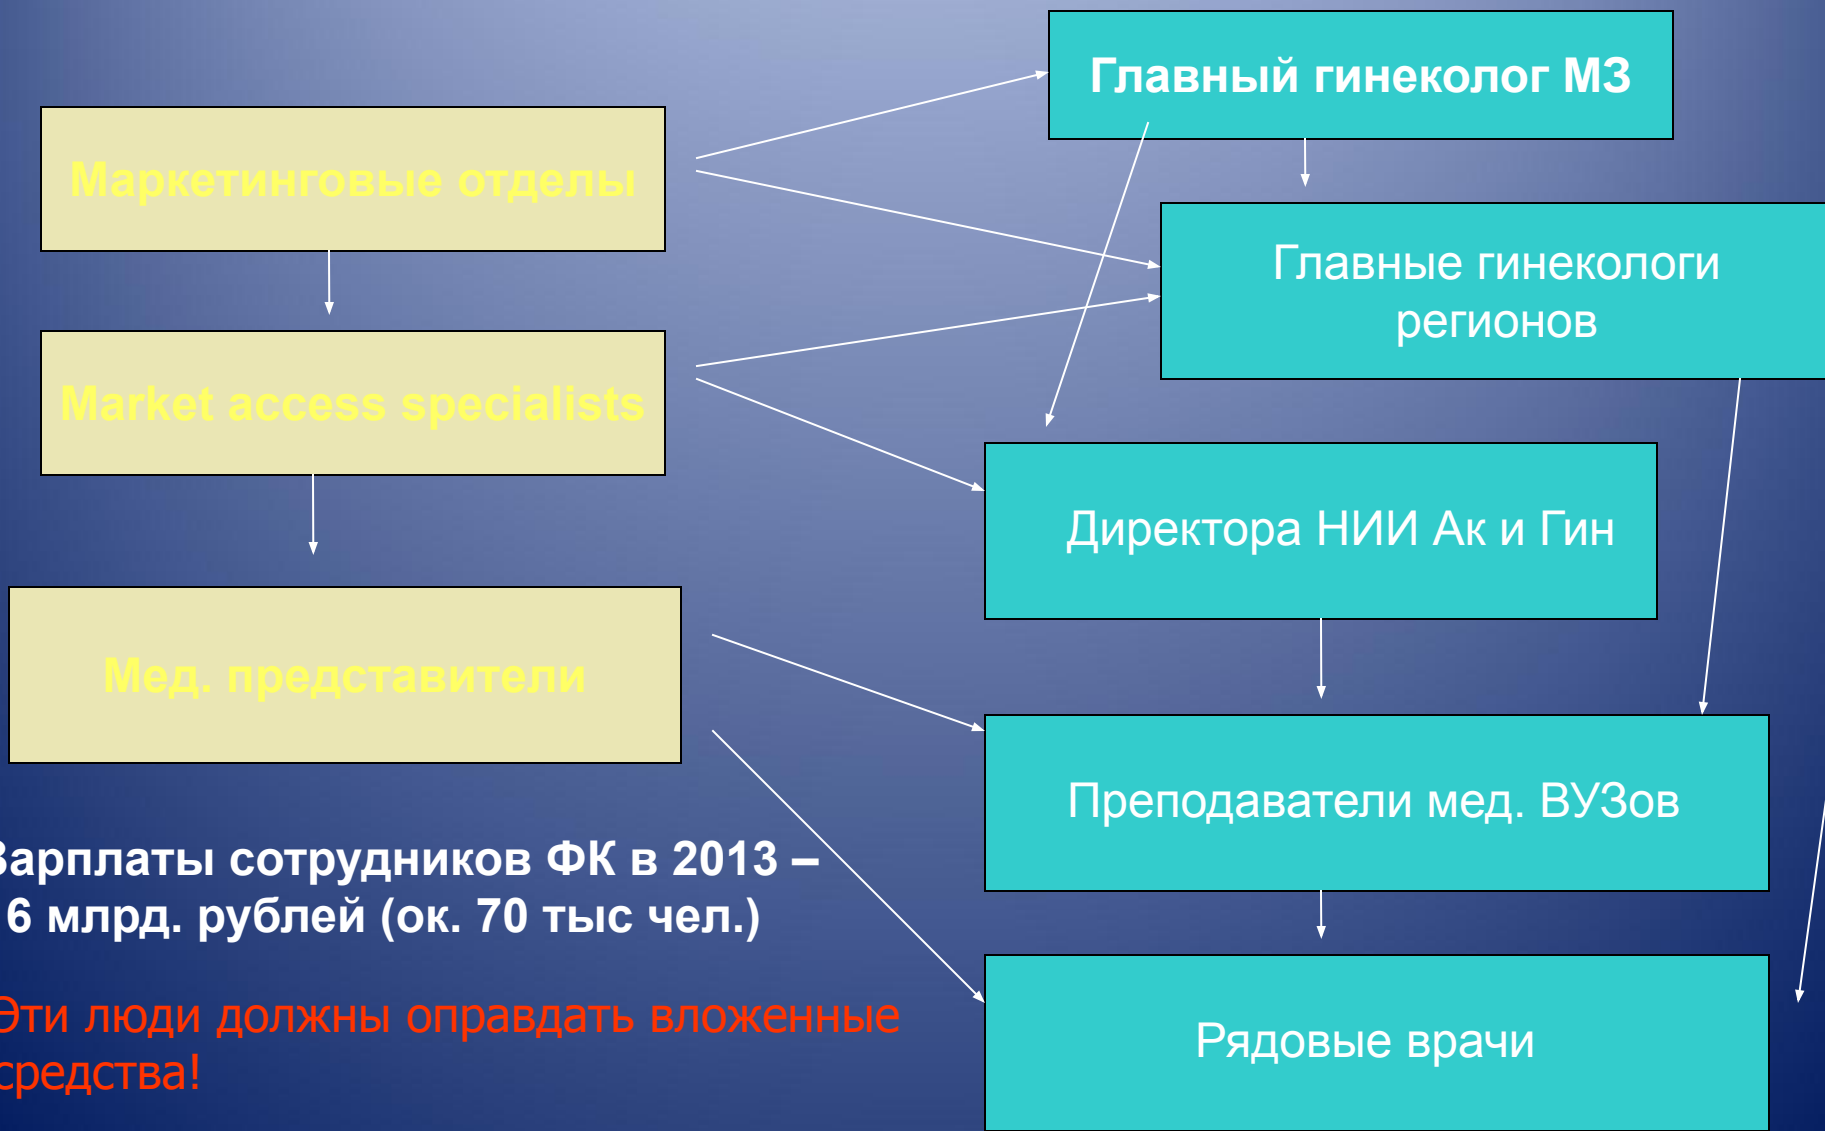 Главный гинеколог МЗ
Маркетинговые отделы
Главные гинекологи
регионов
Market access specialists
Директора НИИ Ак и Гин
Мед. представители
Преподаватели мед. ВУЗов
Зарплаты сотрудников ФК в 2013 –
6 млрд. рублей (ок. 70 тыс чел.)
Эти люди должны оправдать вложенные
средства!
Рядовые врачи